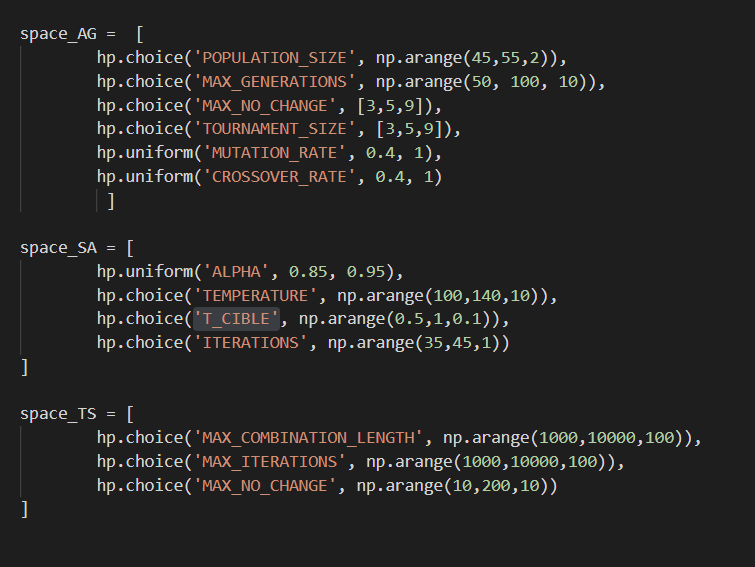 space_AG =  [
hp.choice('POPULATION_SIZE', np.arange(45,55,2)),
hp.choice('MAX_GENERATIONS', np.arange(50, 100, 10)),
hp.choice('MAX_NO_CHANGE', [3,5,9]),
hp.choice('TOURNAMENT_SIZE', [3,5,9]),
hp.uniform('MUTATION_RATE', 0.4, 1),
hp.uniform('CROSSOVER_RATE', 0.4, 1)
]
space_SA = [
hp.uniform('ALPHA', 0.85, 0.95),
hp.choice('TEMPERATURE', np.arange(100,140,10)),
hp.choice('T_CIBLE', np.arange(0.5,1,0.1)),
hp.choice('ITERATIONS', np.arange(35,45,1))
]
space_TS = [
hp.choice('MAX_COMBINATION_LENGTH', np.arange(1000,10000,100)),
hp.choice('MAX_ITERATIONS', np.arange(1000,10000,100)),
hp.choice('MAX_NO_CHANGE', np.arange(10,200,10))
]